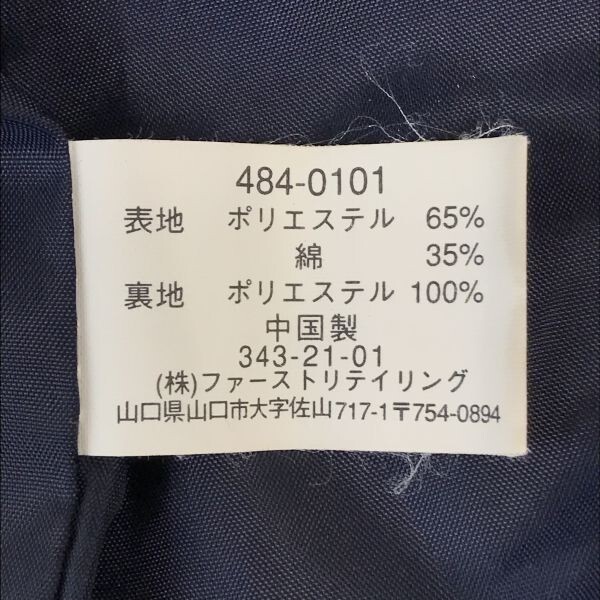 484-0101
表地 ポリエステル 65%
綿 35%
裏地 ポリエステル 100%
中国製
343-21-01
(株)ファーストリテイリング
山口県山口市大字佐山717-1〒754-0894